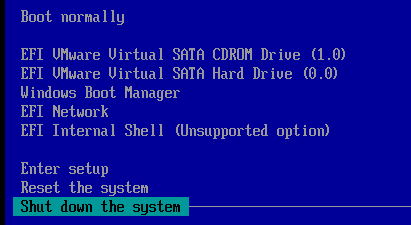 Boot normally
EFI VMware Virtual SATA CDROM Drive (1.0)
EFI VMware Virtual SATA Hard Drive (0.0)
Windows Boot Manager
EFI Network
EFI Internal Shell (Unsupported option)
Enter setup
Reset the system
Shut down the system